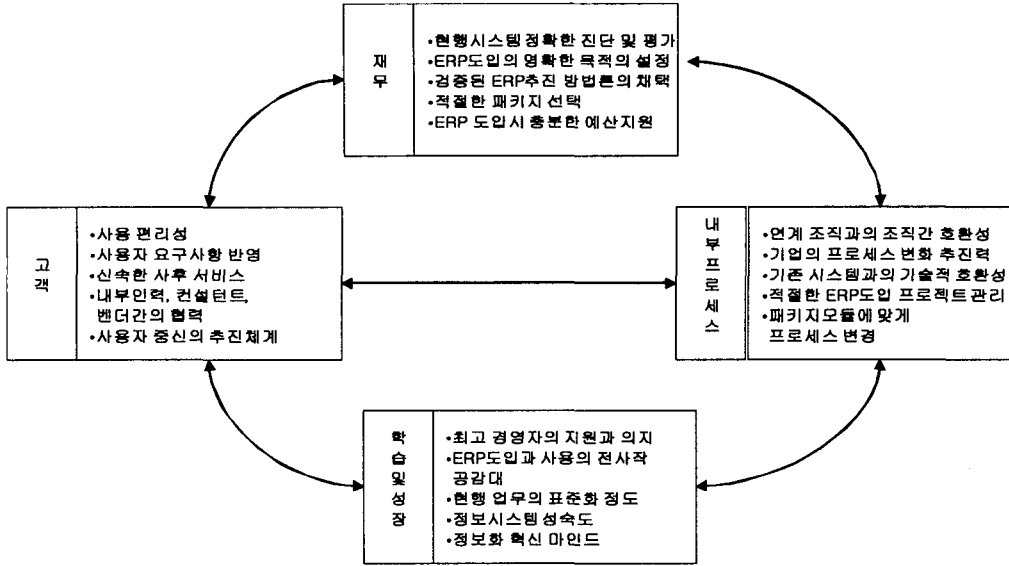 재무
•현행시스템정확한 진단 및 평가
•ERP도입의 명확한 목적의 설정
•검증된 ERP추진 방법론의 채택
•적절한 패키지 선택
•ERP 도입시 충분한 예산지원
고객
•사용 편리성
•사용자 요구사항 반영
•신속한 사후 서비스
•내부인력, 컨설턴트,
벤더간의 협력
•사용자 중신의 추진체계
내부프로세스
•연계 조직과의 조직간 호환성
•기업의 프로세스 변화 추진력
•기존 시스템과의 기술적 호환성
•적절한 ERP도입 프로젝트관리
•패키지모듈에 맞게
프로세스 변경
학습및성장
•최고 경영자의 지원과 의지
•ERP도입과 사용의 전사작
공감대
•현행 업무의 표준화 정도
•정보시스템 성숙도
•정보화 혁신 마인드